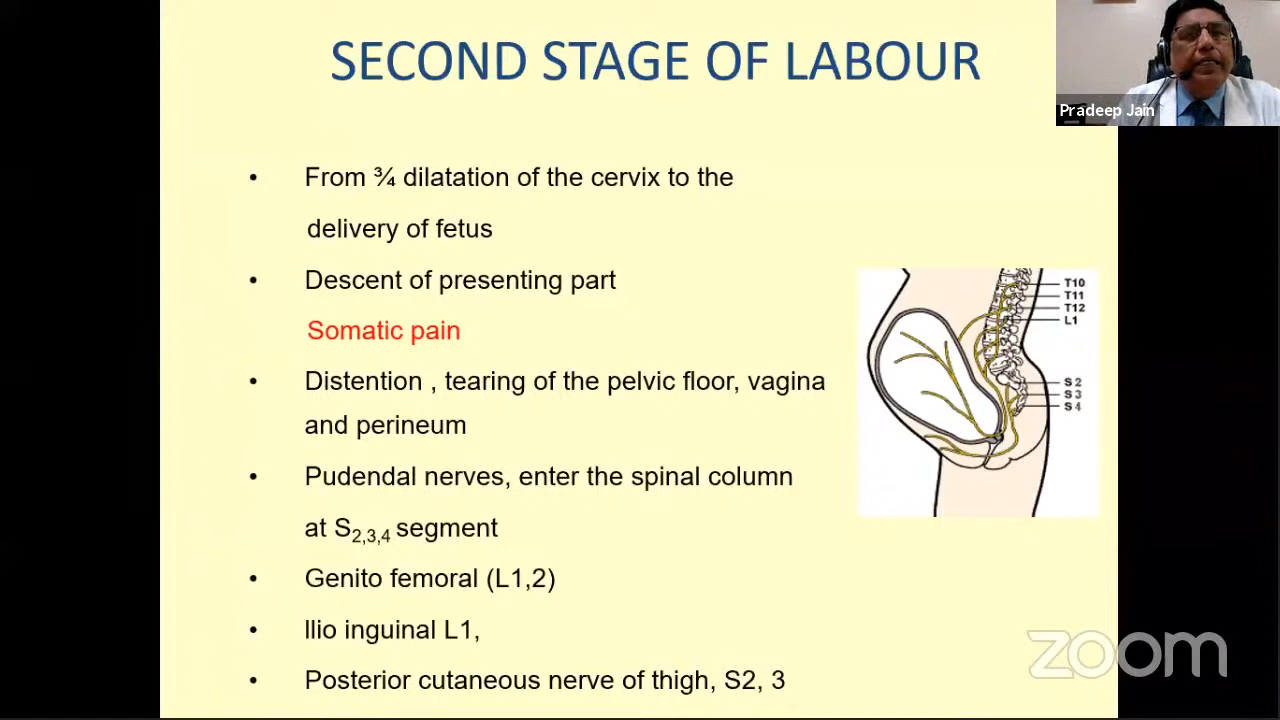 SECOND STAGE OF LABOUR
Pradeep Jain
• From ¾ dilatation of the cervix to the
delivery of fetus
• Descent of presenting part
Somatic pain
• Distention , tearing of the pelvic floor, vagina
and perineum
• Pudendal nerves, enter the spinal column
at S2,3,4 segment
• Genito femoral (L1,2)
• llio inguinal L1,
• Posterior cutaneous nerve of thigh, S2, 3
T10
T11
T12
L1
S 2
S 3
S 4
zoom